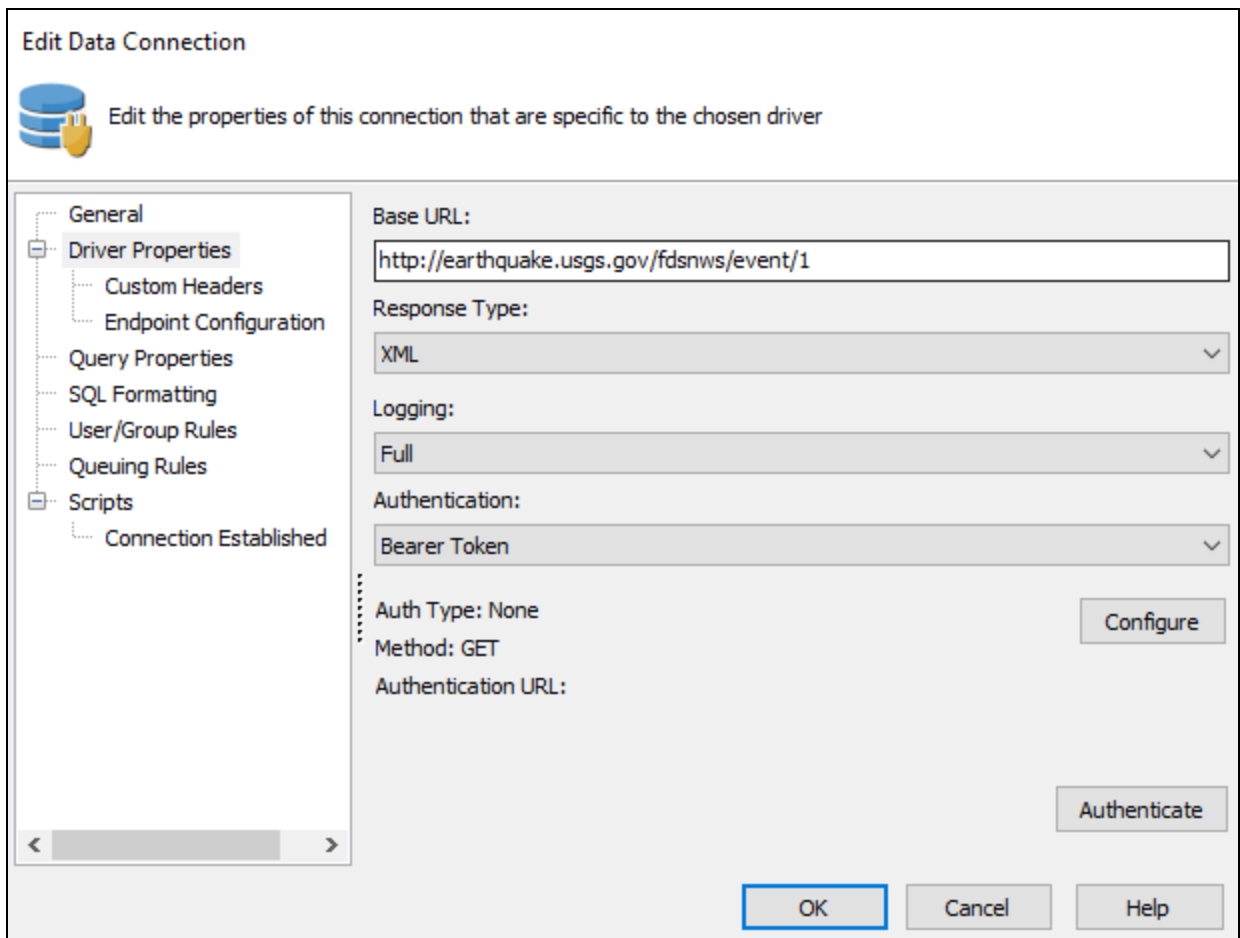 Edit Data Connection
Edit the properties of this connection that are specific to the chosen driver
General
Driver Properties
Custom Headers
Endpoint Configuration
Query Properties
SQL Formatting
User/Group Rules
Queuing Rules
Scripts
Connection Established
Base URL:
http://earthquake.usgs.gov/fdsnws/event/1
Response Type:
XML
Logging:
Full
Authentication:
Bearer Token
Auth Type: None
Configure
Method: GET
Authentication URL:
Authenticate
OK
Cancel
Help